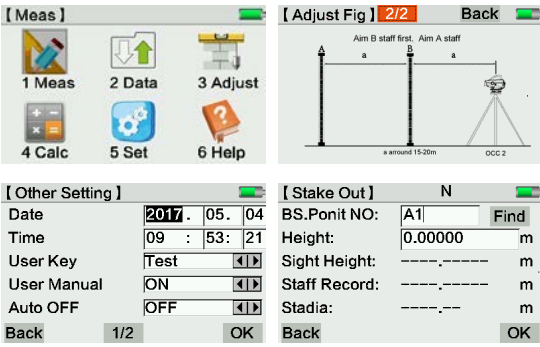 【Meas】
1 Meas 2 Data 3 Adjust
4 Calc 5 Set 6 Help
【Adjust Fig】 2/2 Back
Aim B staff first, Aim A staff
A B
a a
a arround 15-20m OCC 2
【Other Setting】
Date 2017. 05. 04
Time 09 : 53: 21
User Key Test
User Manual ON
Auto OFF OFF
Back 1/2 OK
【Stake Out】 N
BS.Ponit NO: A1 Find
Height: 0.00000 m
Sight Height: ----.----- m
Staff Record: ----.----- m
Stadia: ----.-- m
Back OK